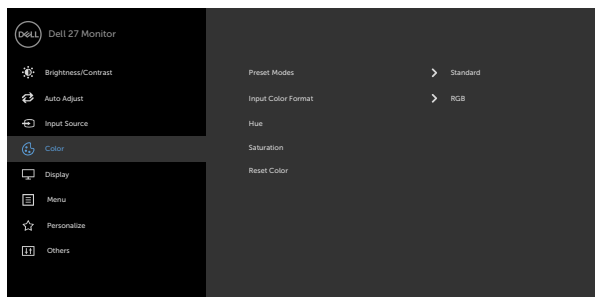 DELL Dell 27 Monitor
Brightness/Contrast
Auto Adjust
Input Source
Color
Display
Menu
Personalize
Others
Preset Modes Standard
Input Color Format RGB
Hue
Saturation
Reset Color